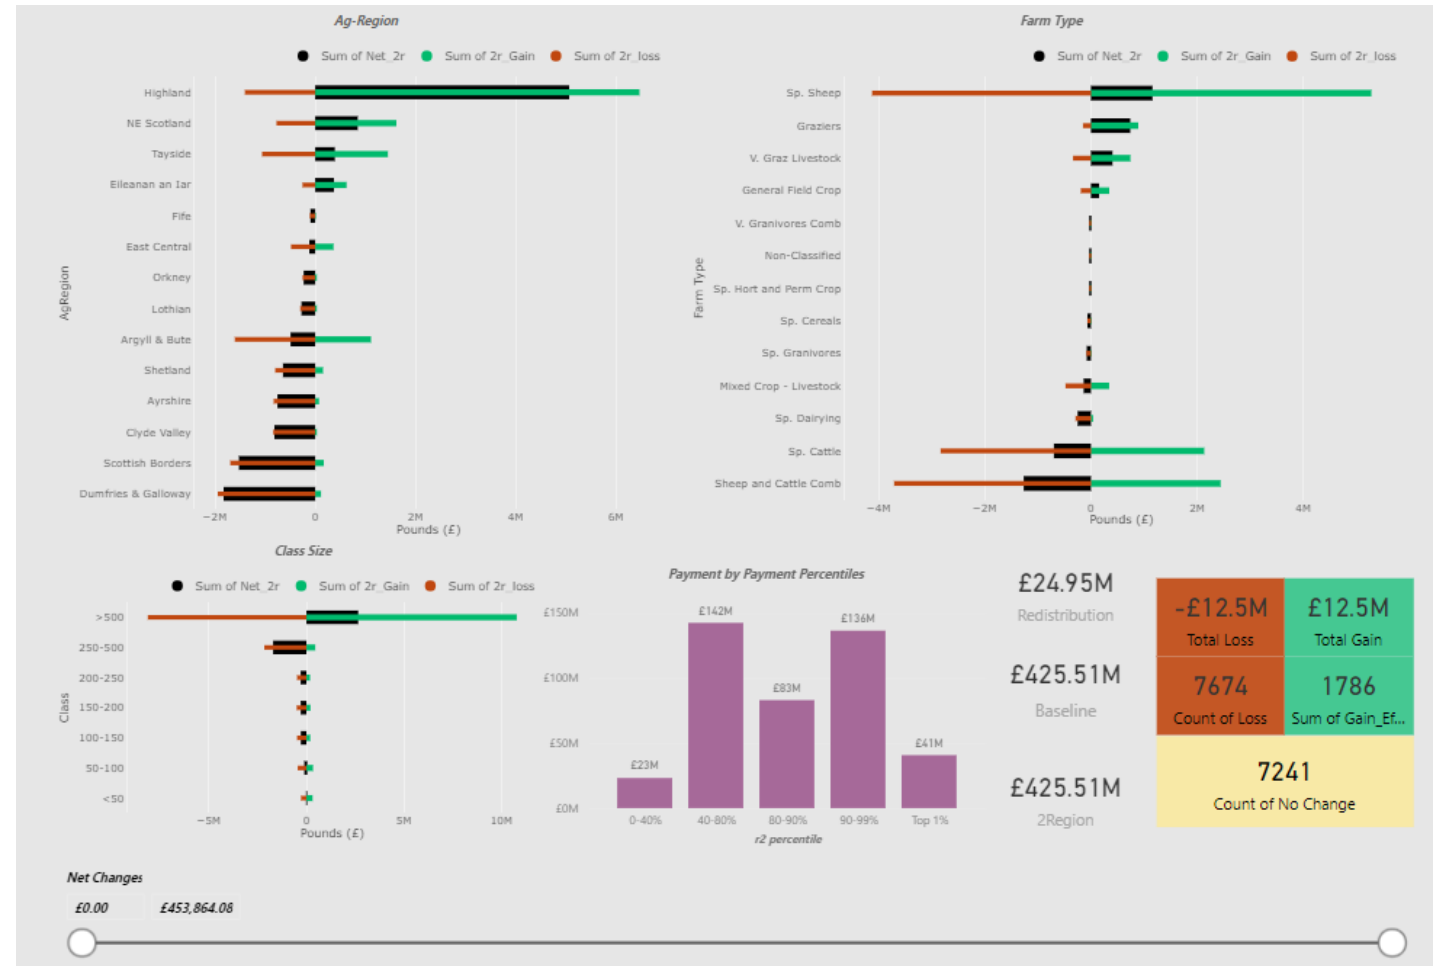 Ag-Region
Sum of Net_2r Sum of 2r_Gain Sum of 2r_loss
Highland
NE Scotland
Tayside
Eileanan an Iar
Fife
East Central
Orkney
Lothian
Argyll & Bute
Shetland
Ayrshire
Clyde Valley
Scottish Borders
Dumfries & Galloway
AgRegion
−2M 0 2M 4M 6M
Pounds (£)
Farm Type
Sum of Net_2r Sum of 2r_Gain Sum of 2r_loss
Sp. Sheep
Graziers
V. Graz Livestock
General Field Crop
V. Granivores Comb
Non-Classified
Sp. Hort and Perm Crop
Sp. Cereals
Sp. Granivores
Mixed Crop - Livestock
Sp. Dairying
Sp. Cattle
Sheep and Cattle Comb
Farm Type
−4M −2M 0 2M 4M
Pounds (£)
Class Size
Sum of Net_2r Sum of 2r_Gain Sum of 2r_loss
>500
250-500
200-250
150-200
100-150
50-100
<50
Class
−5M 0 5M 10M
Pounds (£)
Payment by Payment Percentiles
£150M
£100M
£50M
£0M
£23M
£142M
£83M
£136M
£41M
0-40% 40-80% 80-90% 90-99% Top 1%
r2 percentile
£24.95M
Redistribution
£425.51M
Baseline
£425.51M
2Region
-£12.5M
Total Loss
£12.5M
Total Gain
7674
Count of Loss
1786
Sum of Gain_Ef...
7241
Count of No Change
Net Changes
£0.00 £453,864.08